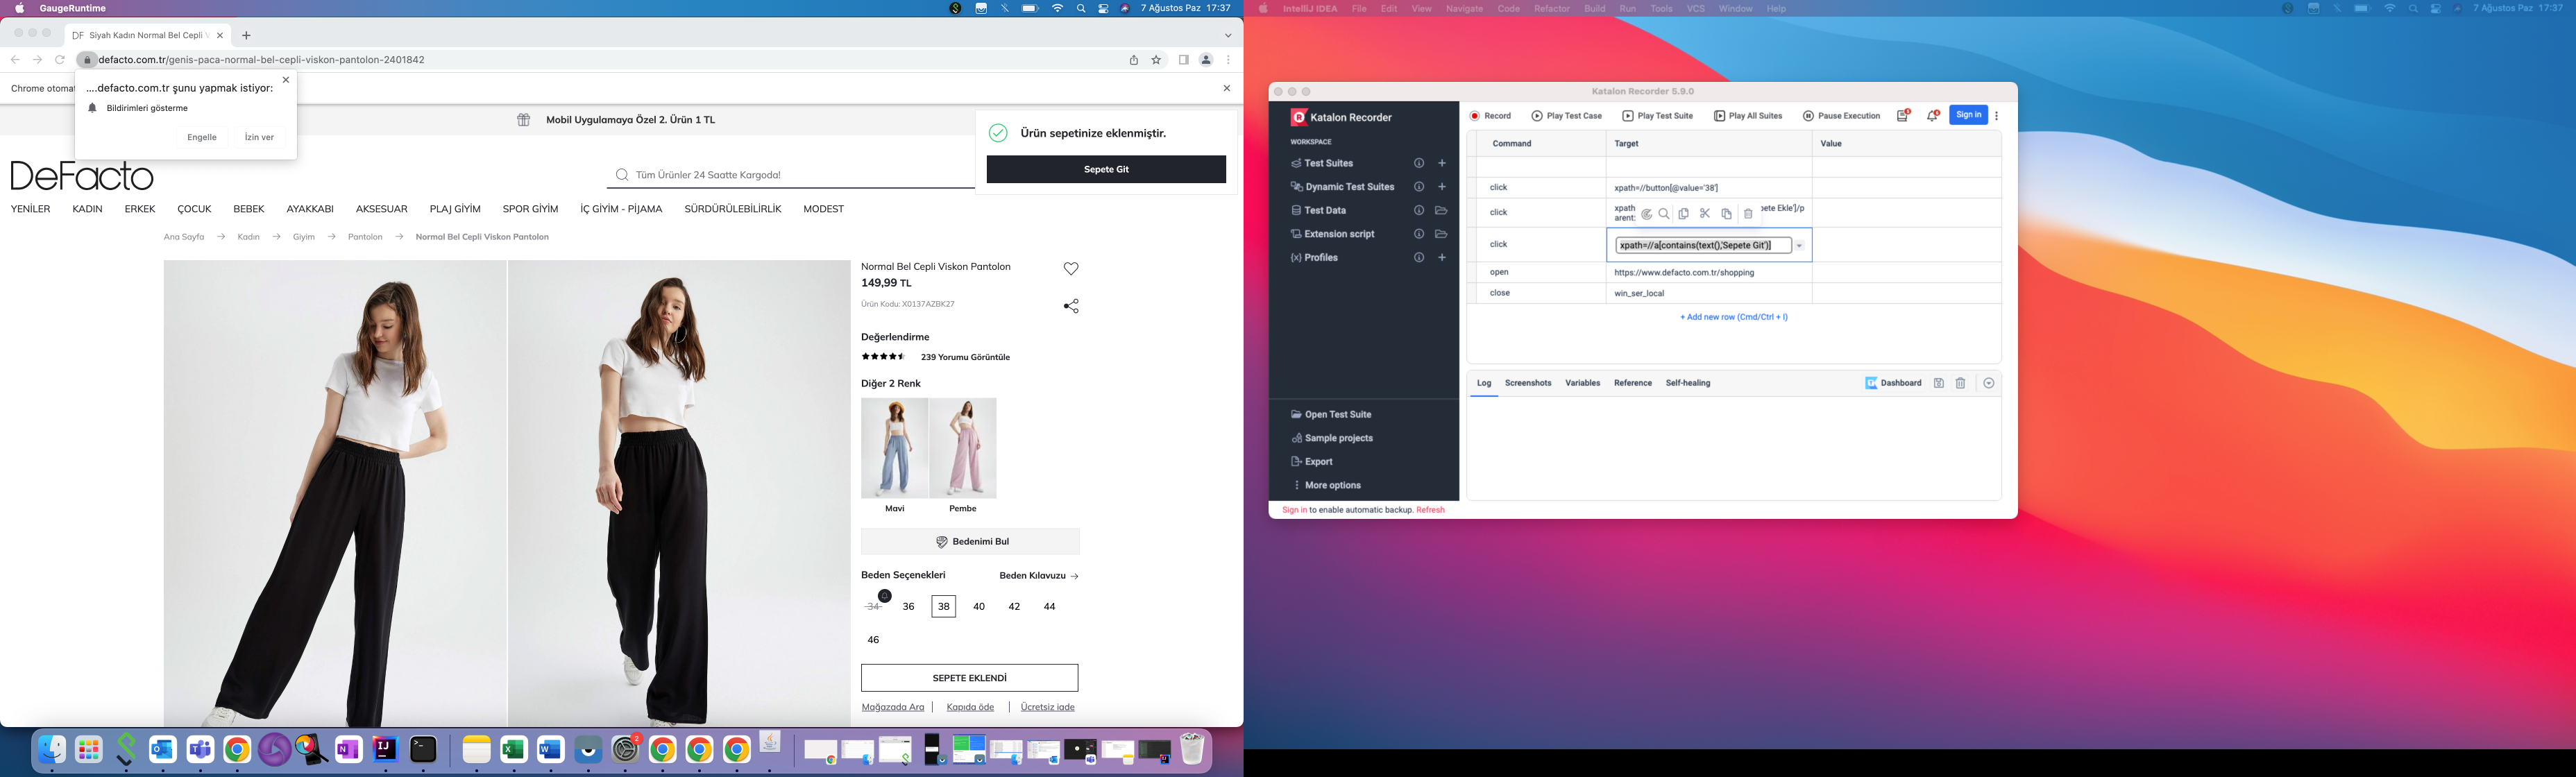 GaugeRuntime
7 Ağustos Paz 17:37
DF Siyah Kadın Normal Bel Cepli V
defacto.com.tr/genis-paca-normal-bel-cepli-viskon-pantolon-2401842
Chrome otomat
....defacto.com.tr şunu yapmak istiyor:
Bildirimleri gösterme
Engelle
İzin ver
Mobil Uygulamaya Özel 2. Ürün 1 TL
Ürün sepetinize eklenmiştir.
Sepete Git
DeFacto
Tüm Ürünler 24 Saatte Kargoda!
YENİLER KADIN ERKEK ÇOCUK BEBEK AYAKKABI AKSESUAR PLAJ GİYİM SPOR GİYİM İÇ GİYİM - PİJAMA SÜRDÜRÜLEBİLİRLİK MODEST
Ana Sayfa → Kadın → Giyim → Pantolon → Normal Bel Cepli Viskon Pantolon
Normal Bel Cepli Viskon Pantolon
149,99 TL
Ürün Kodu: X0137AZBK27
Değerlendirme
239 Yorumu Görüntüle
Diğer 2 Renk
Mavi Pembe
Bedenimi Bul
Beden Seçenekleri
Beden Kılavuzu →
34 36 38 40 42 44
46
SEPETE EKLENDİ
Mağazada Ara | Kapıda öde | Ücretsiz iade
2
IntelliJ IDEA File Edit View Navigate Code Refactor Build Run Tools VCS Window Help
7 Ağustos Paz 17:37
Katalon Recorder 5.9.0
Katalon Recorder
WORKSPACE
Test Suites
Dynamic Test Suites
Test Data
Extension script
Profiles
Open Test Suite
Sample projects
Export
More options
Record Play Test Case Play Test Suite Play All Suites Pause Execution Sign in
Command Target Value
click xpath=//button[@value='38']
click xpath pete Ekle']/p
arent:
click xpath=//a[contains(text(),'Sepete Git')]
open https://www.defacto.com.tr/shopping
close win_ser_local
+ Add new row (Cmd/Ctrl + I)
Log Screenshots Variables Reference Self-healing
Dashboard
Sign in to enable automatic backup. Refresh